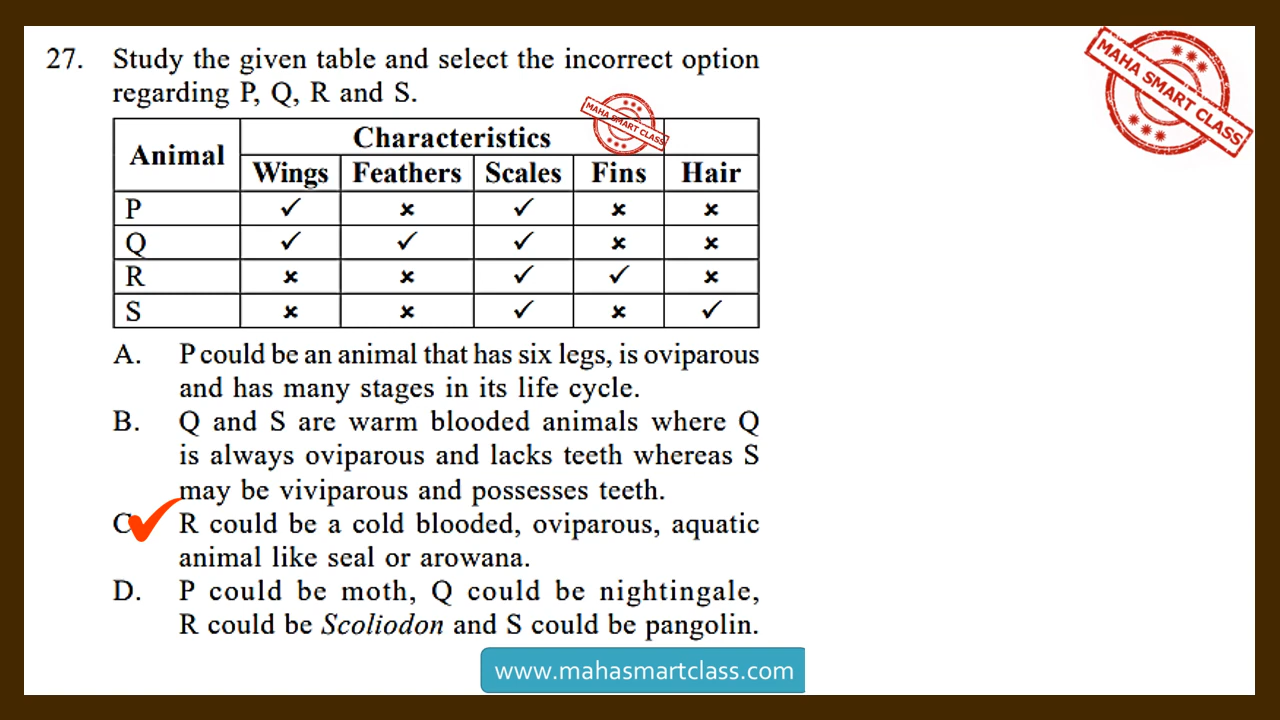 MAHA SMART CLASS
27. Study the given table and select the incorrect option
regarding P, Q, R and S.
MAHA SMART CLASS
Animal Characteristics
Wings Feathers Scales Fins Hair
P ✓ × ✓ × ×
Q ✓ ✓ ✓ × ×
R × × ✓ ✓ ×
S × × ✓ × ✓
A. P could be an animal that has six legs, is oviparous
and has many stages in its life cycle.
B. Q and S are warm blooded animals where Q
is always oviparous and lacks teeth whereas S
may be viviparous and possesses teeth.
C ✓ R could be a cold blooded, oviparous, aquatic
animal like seal or arowana.
D. P could be moth, Q could be nightingale,
R could be Scoliodon and S could be pangolin.
www.mahasmartclass.com